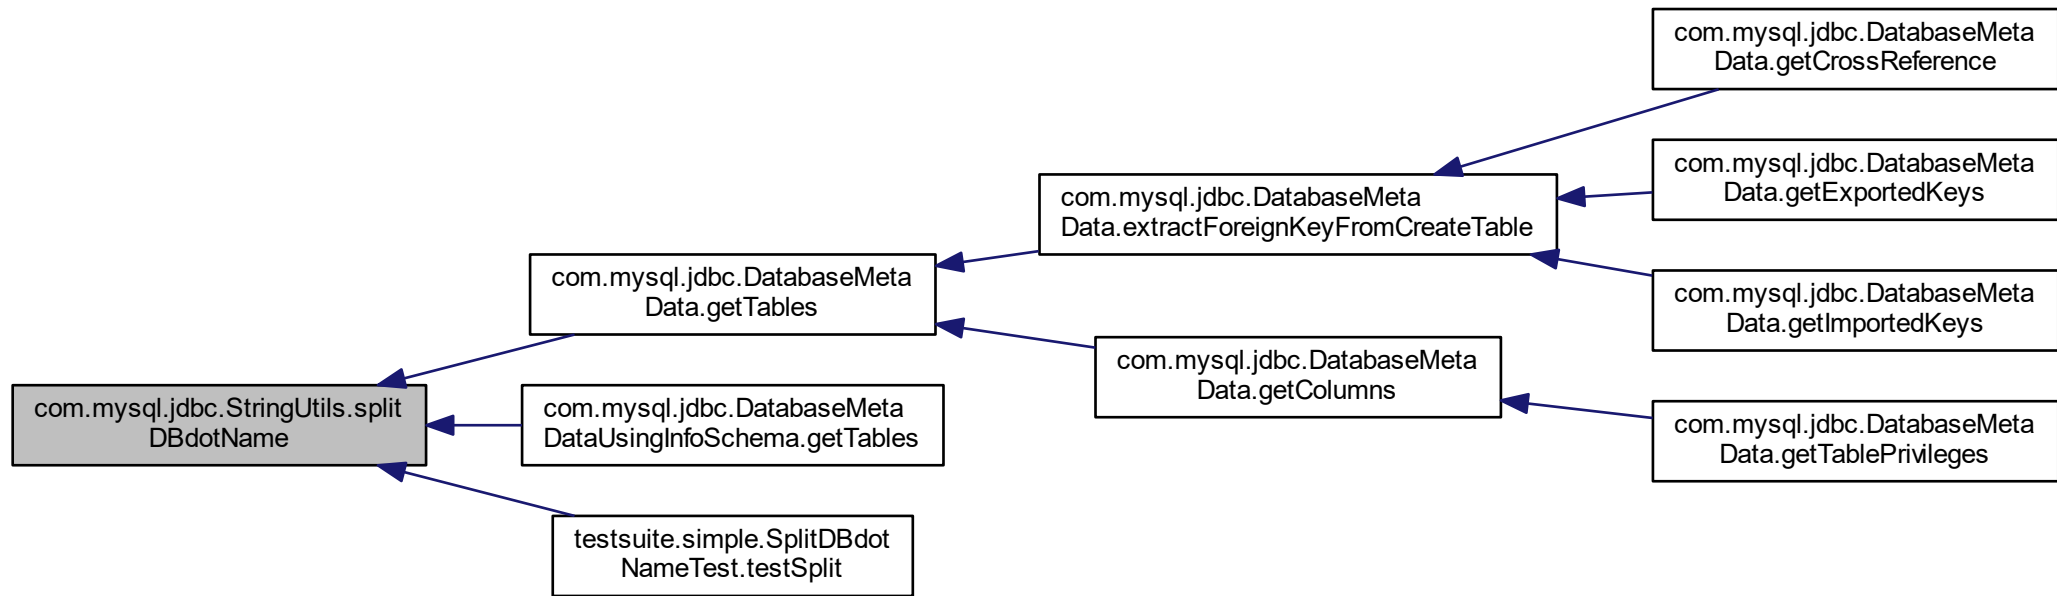 com.mysql.jdbc.StringUtils.split
DBdotName
com.mysql.jdbc.DatabaseMeta
Data.getTables
com.mysql.jdbc.DatabaseMeta
Data.extractForeignKeyFromCreateTable
com.mysql.jdbc.DatabaseMeta
Data.getCrossReference
com.mysql.jdbc.DatabaseMeta
Data.getExportedKeys
com.mysql.jdbc.DatabaseMeta
Data.getImportedKeys
com.mysql.jdbc.DatabaseMeta
Data.getColumns
com.mysql.jdbc.DatabaseMeta
Data.getTablePrivileges
com.mysql.jdbc.DatabaseMeta
DataUsingInfoSchema.getTables
testsuite.simple.SplitDBdot
NameTest.testSplit